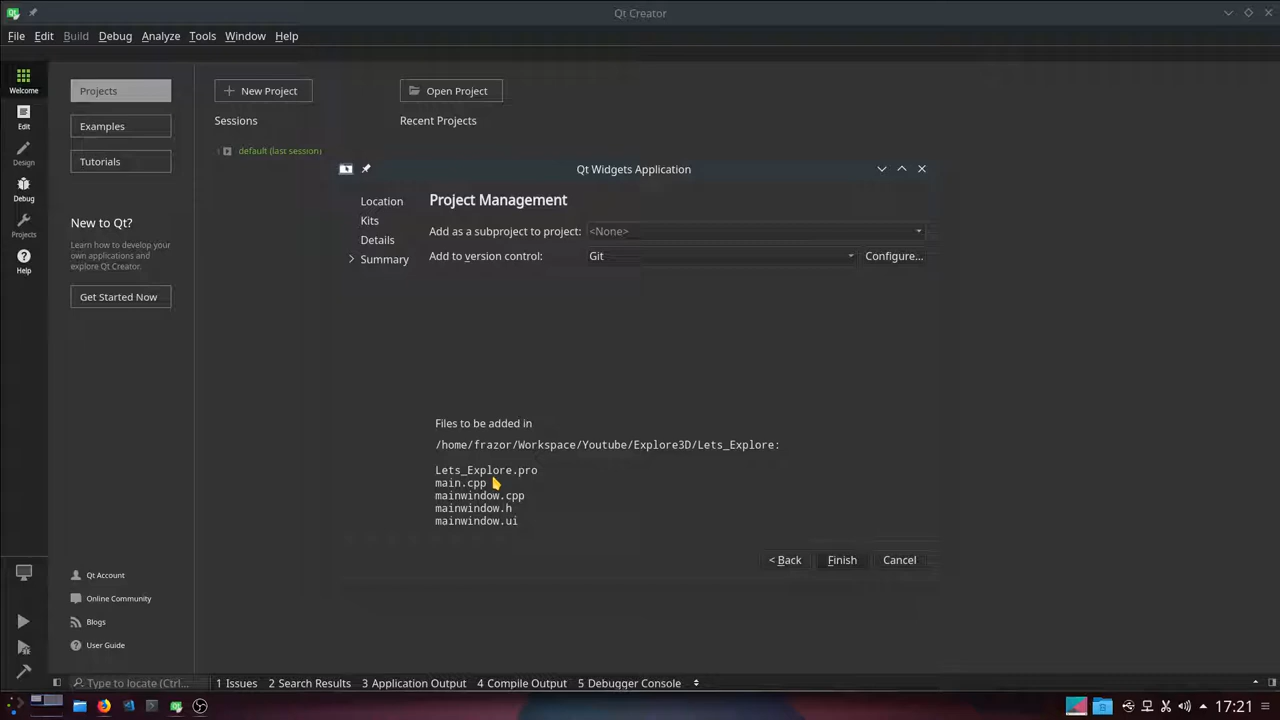 Qt Creator
File Edit Build Debug Analyze Tools Window Help
Welcome
Edit
Design
Debug
Projects
Help
Projects
Examples
Tutorials
New to Qt?
Learn how to develop your
own applications and
explore Qt Creator.
Get Started Now
Qt Account
Online Community
Blogs
User Guide
New Project
Open Project
Sessions
Recent Projects
1 default (last session)
Qt Widgets Application
Location
Kits
Details
Summary
Project Management
Add as a subproject to project: <None>
Add to version control: Git Configure...
Files to be added in
/home/frazor/Workspace/Youtube/Explore3D/Lets_Explore:
Lets_Explore.pro
main.cpp
mainwindow.cpp
mainwindow.h
mainwindow.ui
< Back Finish Cancel
Type to locate (Ctrl... 1 Issues 2 Search Results 3 Application Output 4 Compile Output 5 Debugger Console
17:21